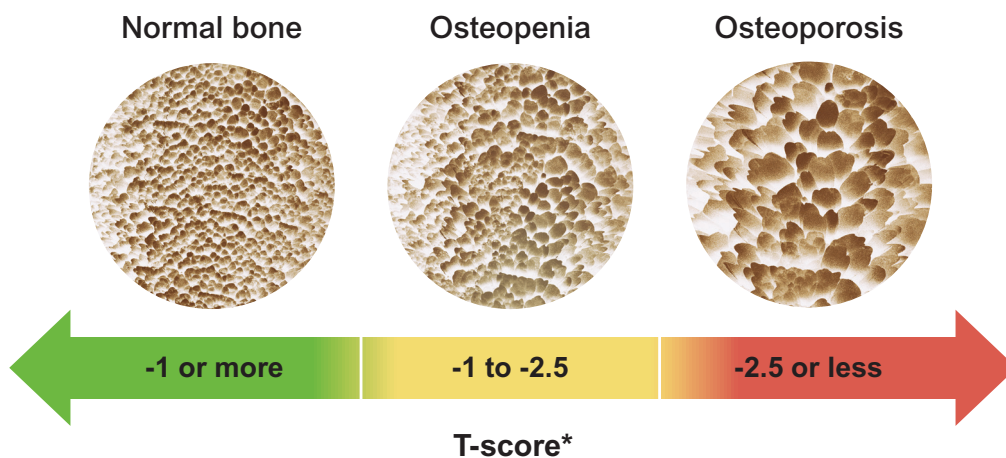 Normal bone Osteopenia Osteoporosis
-1 or more -1 to -2.5 -2.5 or less
T-score*